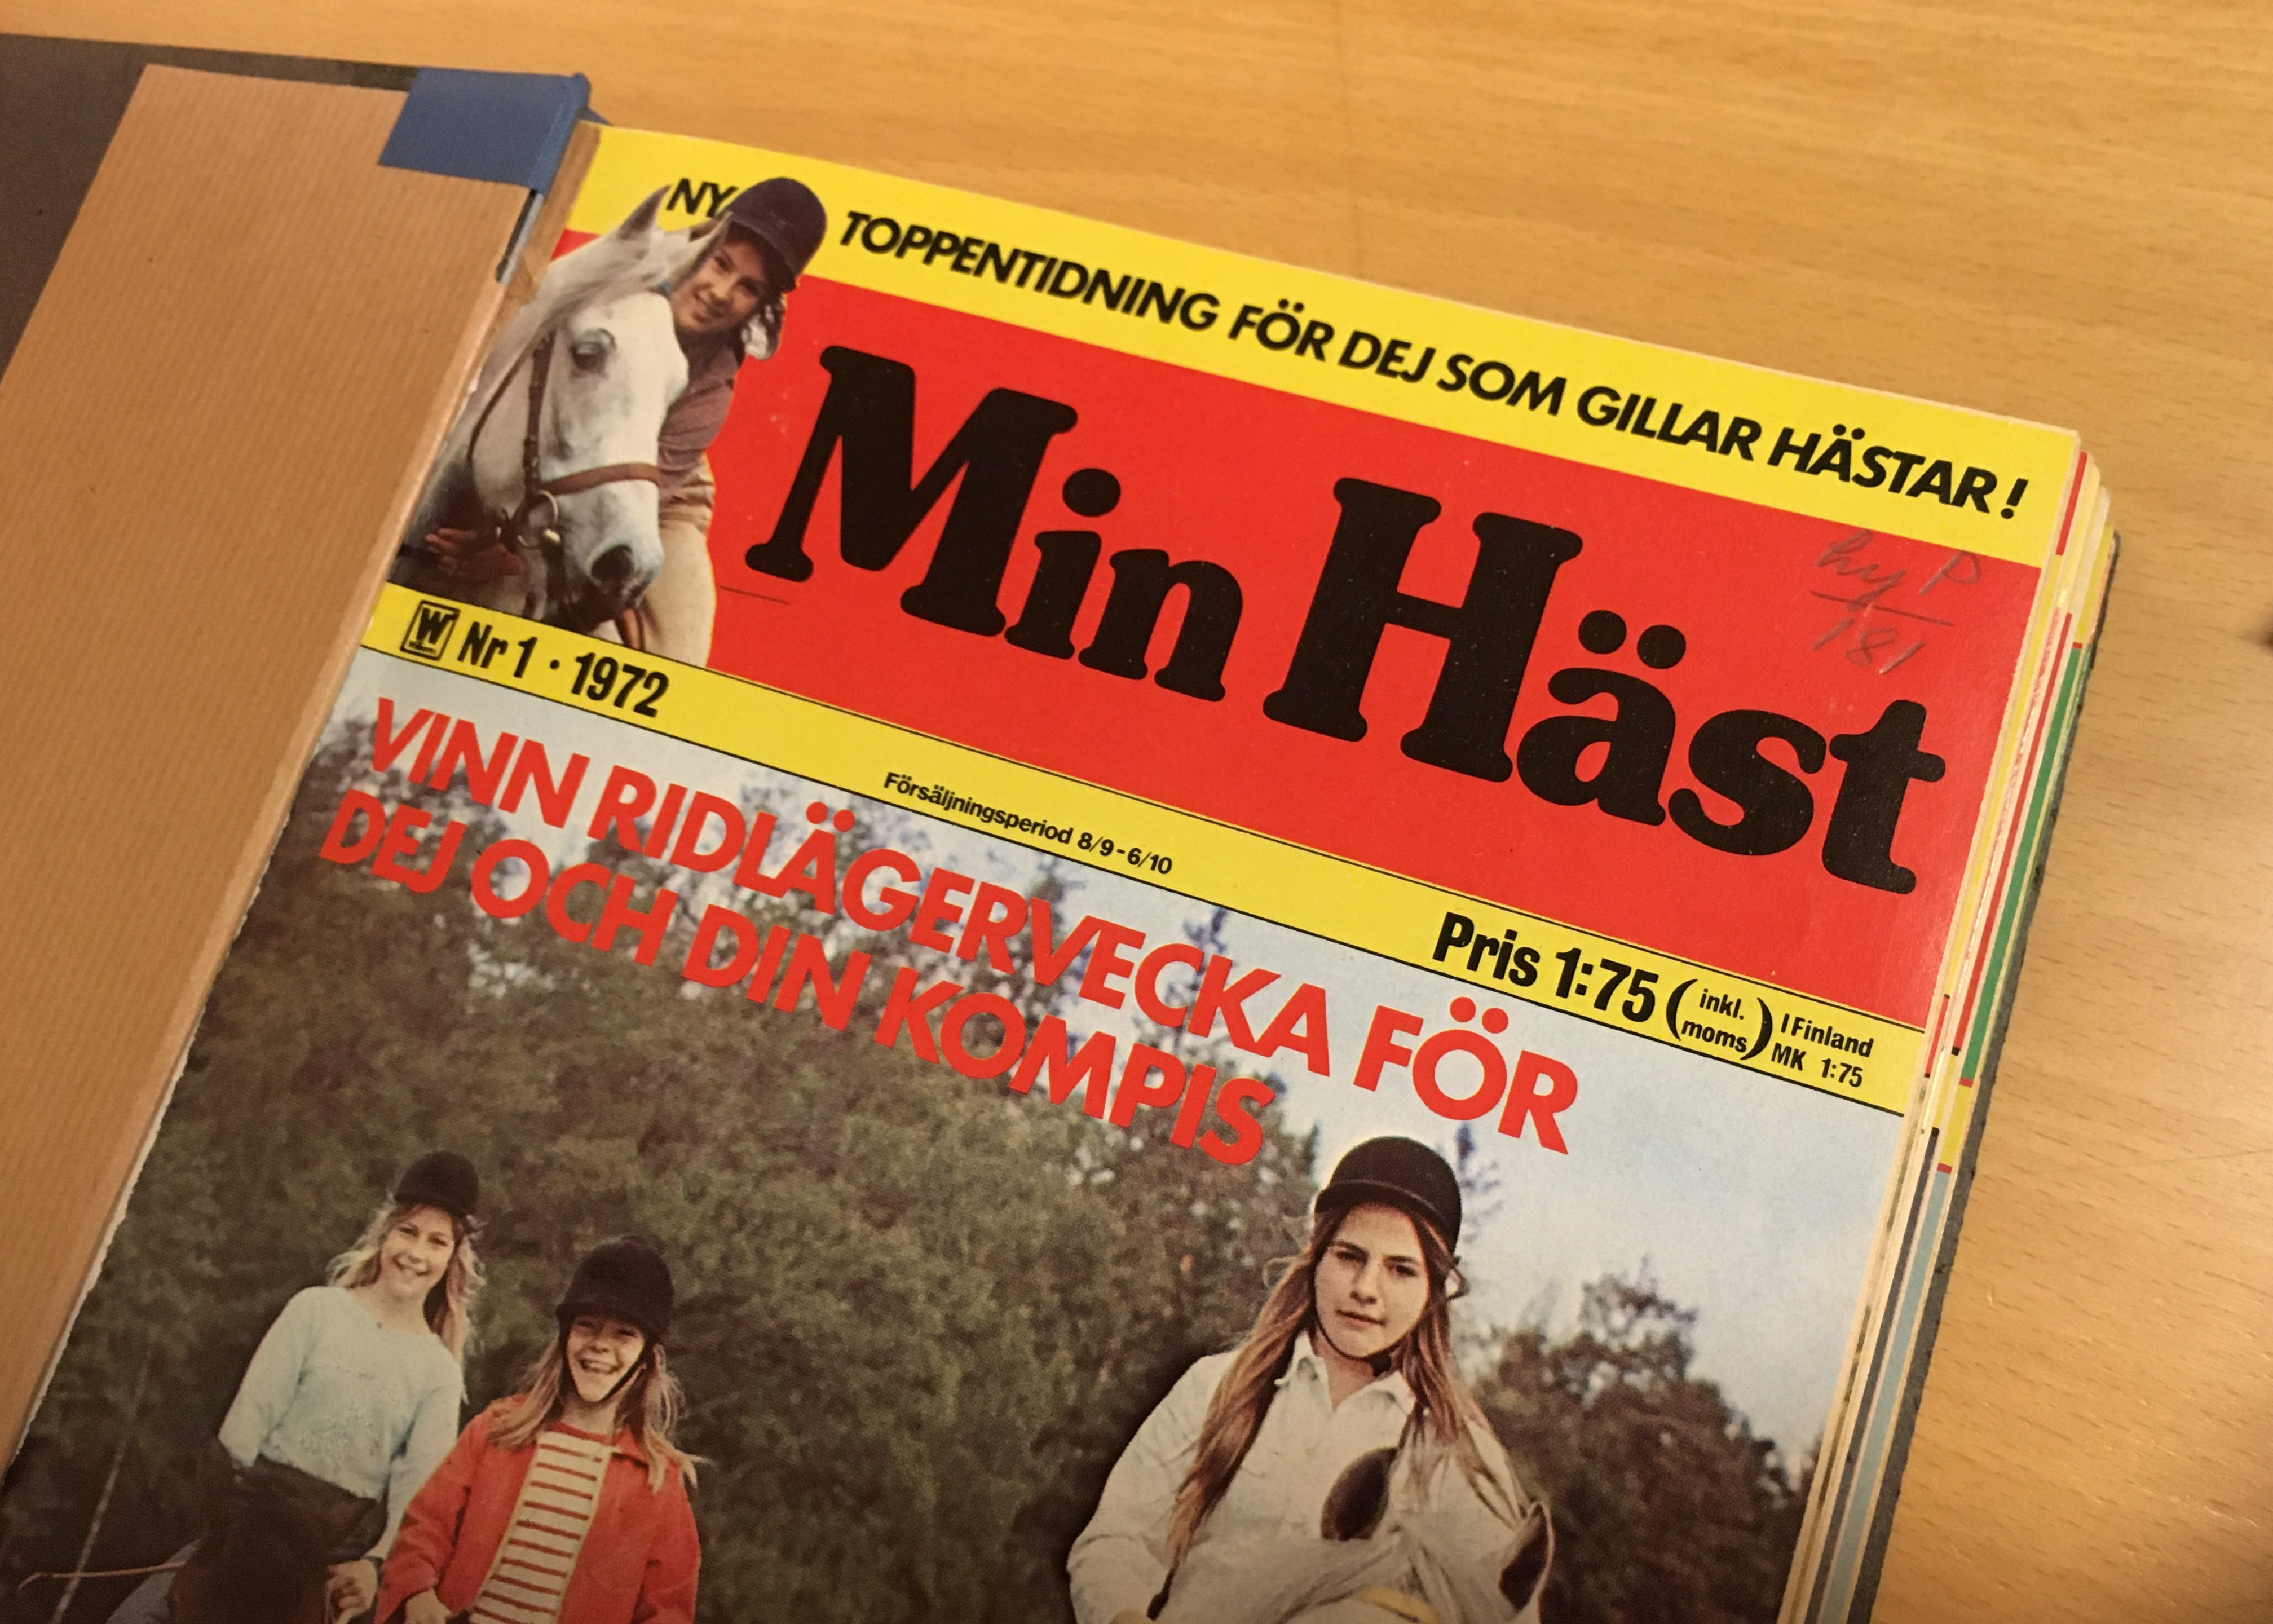 NY TOPPENTIDNING FÖR DEJ SOM GILLAR HÄSTAR!
Min Häst
W Nr 1 · 1972
Försäljningsperiod 8/9-6/10
Pris 1:75 (inkl. moms) I Finland MK 1:75
VINN RIDLÄGERVECKA FÖR
DEJ OCH DIN KOMPIS